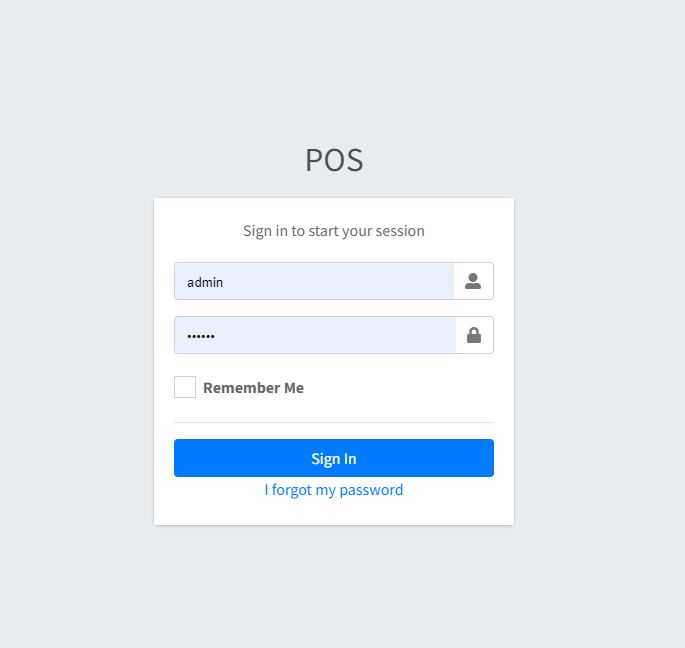 POS
Sign in to start your session
admin
••••••
Remember Me
Sign In
I forgot my password